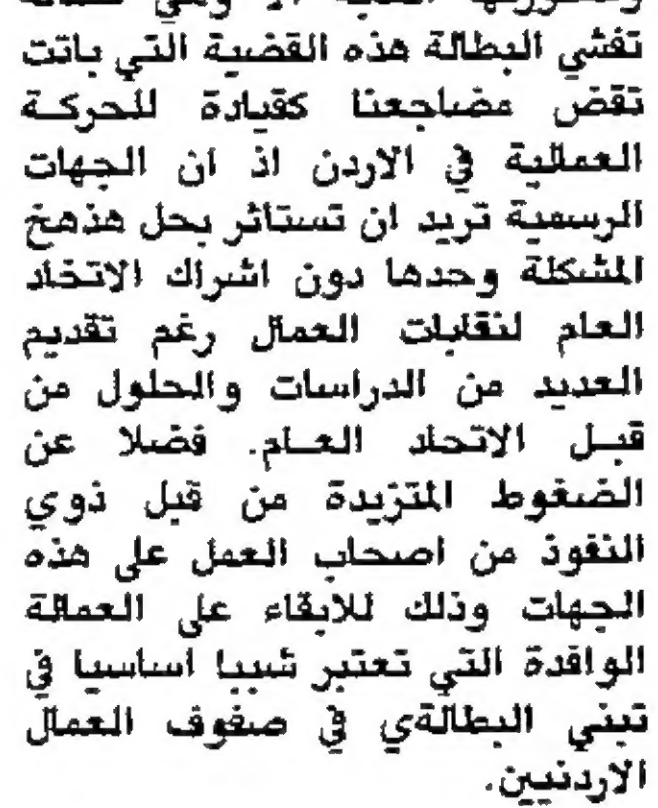 تفشي البطالة هذه القضية التي باتت
تقض مضاجعنا كقيادة للحركة
العمالية في الاردن اذ ان الجهات
الرسمية تريد ان تستاثر بحل هذهخ
المشكلة وحدها دون اشراك الاتخاد
العام لنقابات العمال رغم تقديم
العديد من الدراسات والحلول من
قبل الاتحاد العام. فضلا عن
الضغوط المتزيدة من قبل ذوي
النفوذ من اصحاب العمل على هذه
الجهات وذلك للابقاء على العمالة
الوافدة التي تعتبر شببا اساسيا في
تبني البطالةي في صفوف العمال
الاردنيين.